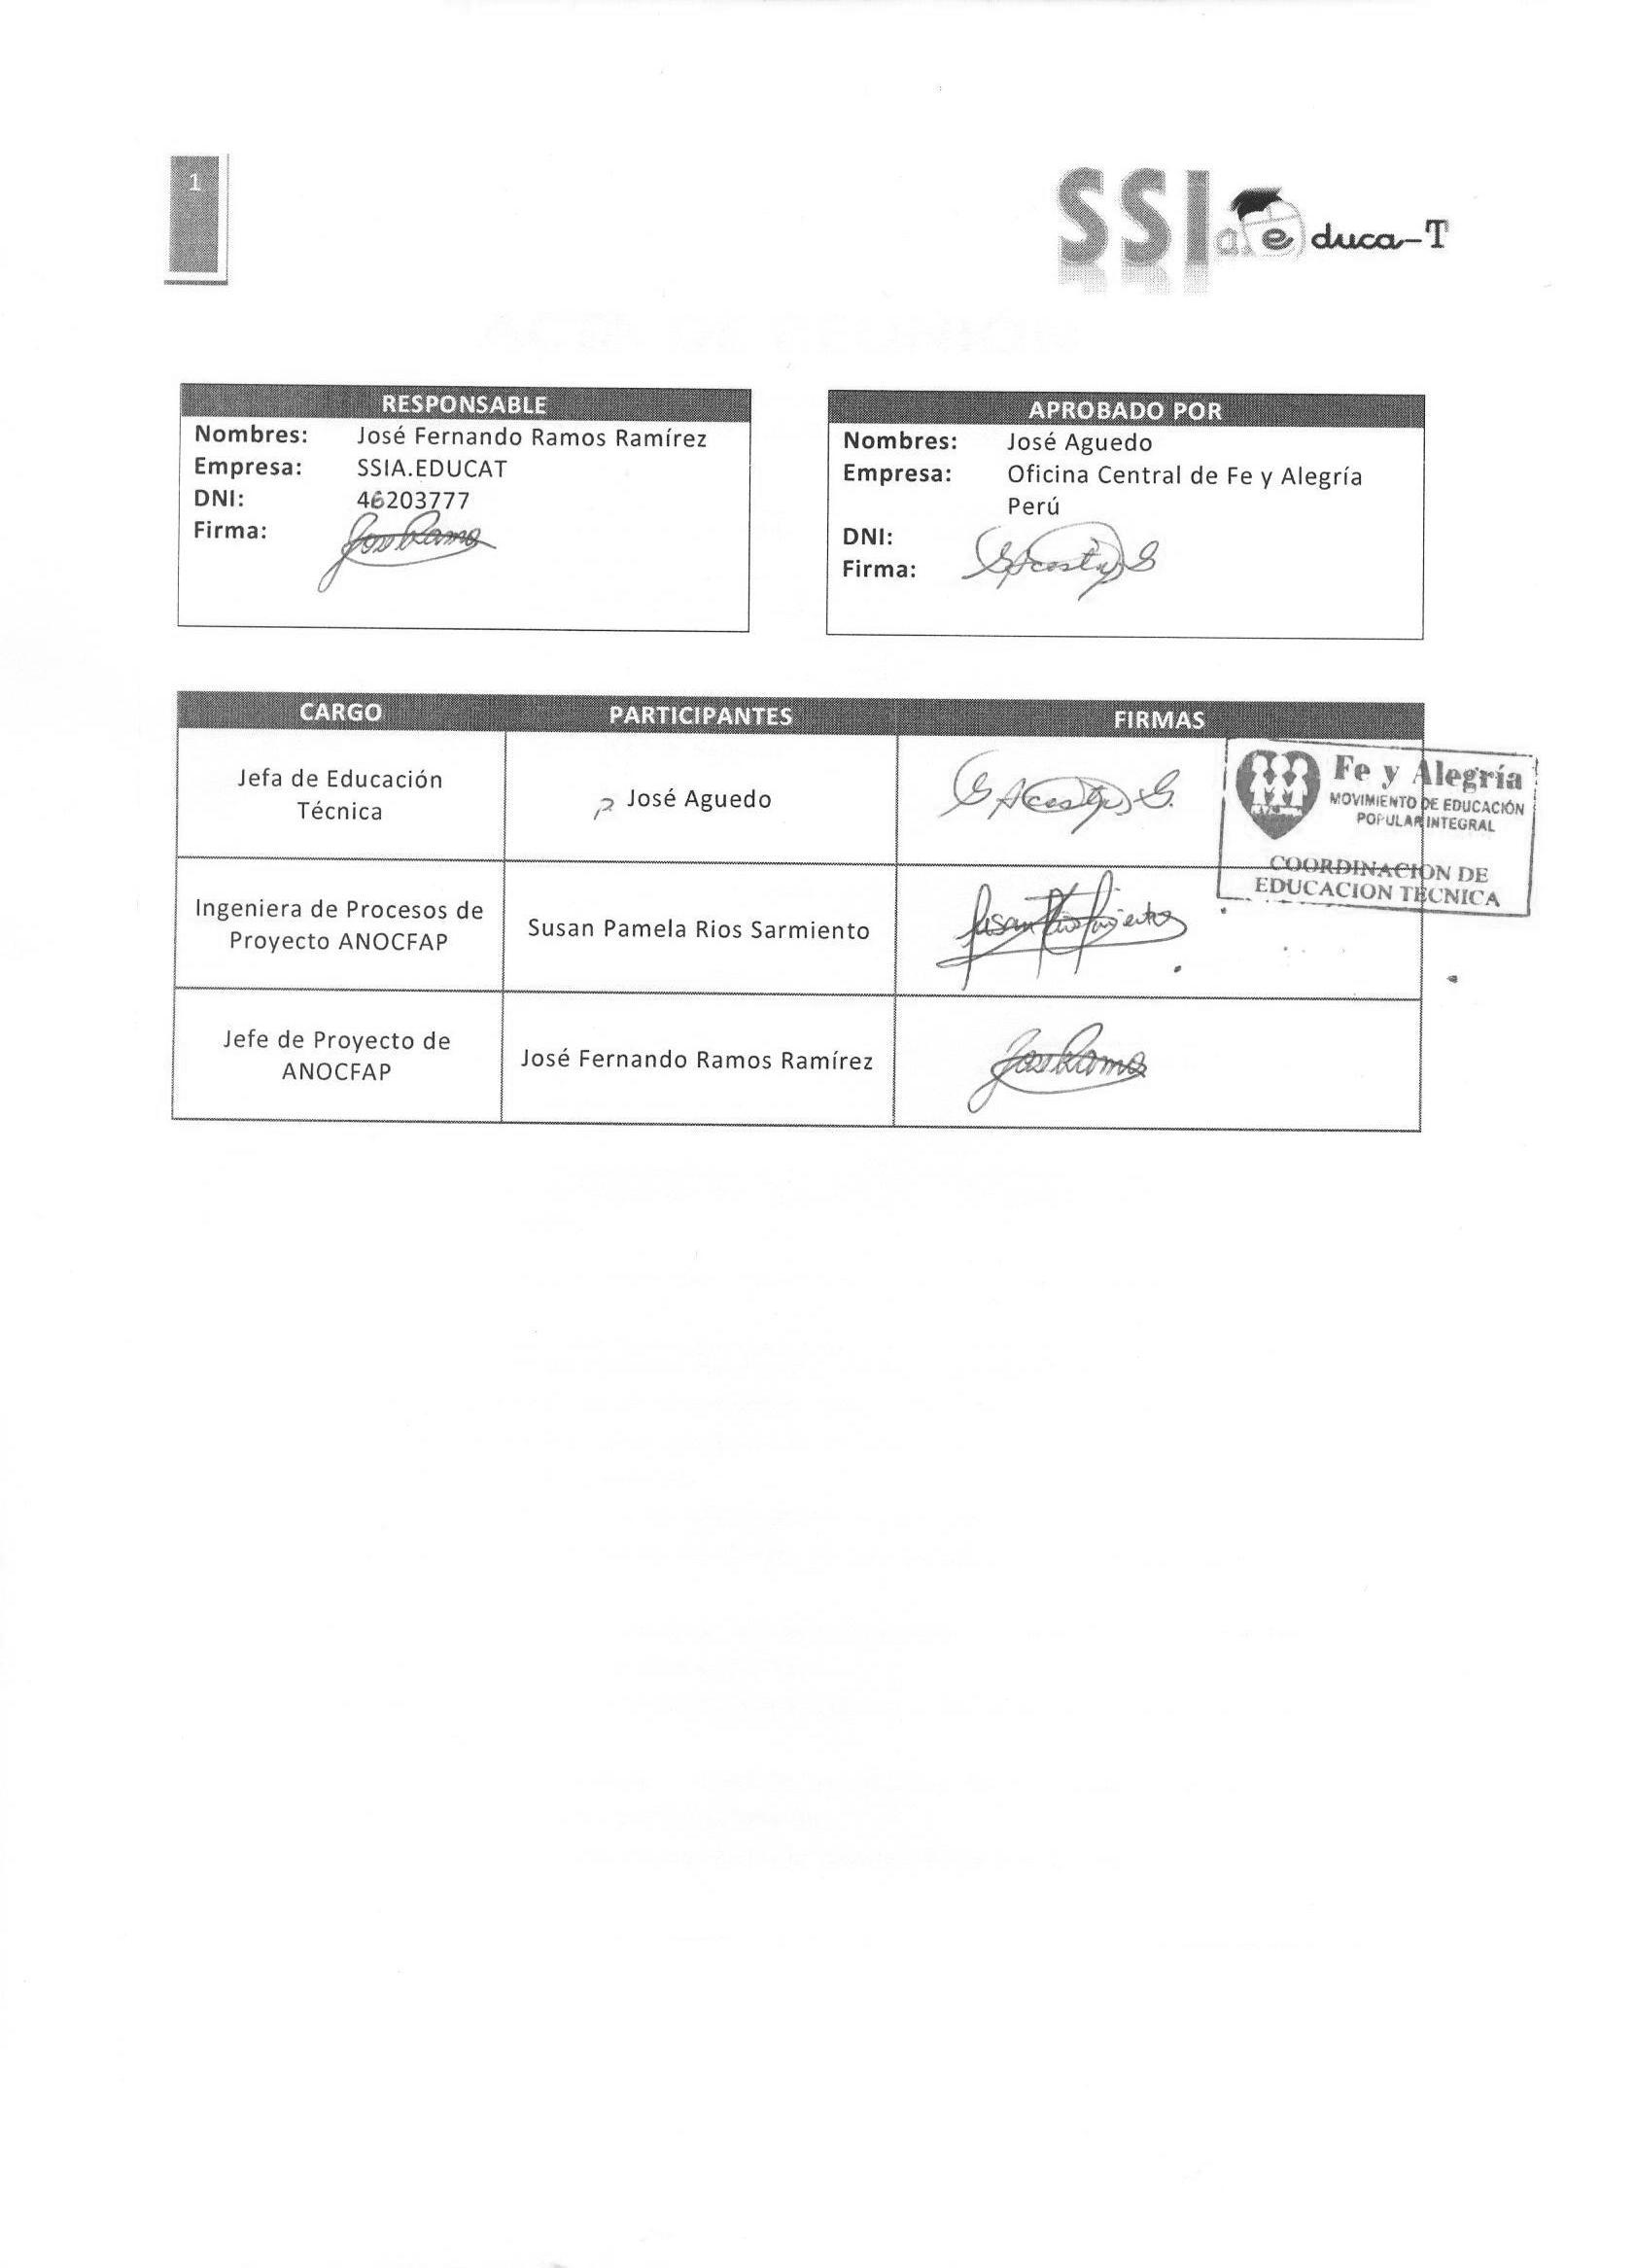 1
SSIa.educa-T
RESPONSABLE
Nombres: José Fernando Ramos Ramírez
Empresa: SSIA.EDUCAT
DNI: 46203777
Firma:
APROBADO POR
Nombres: José Aguedo
Empresa: Oficina Central de Fe y Alegría
Perú
DNI:
Firma:
CARGO PARTICIPANTES FIRMAS
Jefa de Educación
Técnica
José Aguedo
Fe y Alegría
MOVIMIENTO DE EDUCACIÓN
POPULAR INTEGRAL
COORDINACION DE
EDUCACION TECNICA
Ingeniera de Procesos de
Proyecto ANOCFAP
Susan Pamela Rios Sarmiento
Jefe de Proyecto de
ANOCFAP
José Fernando Ramos Ramírez